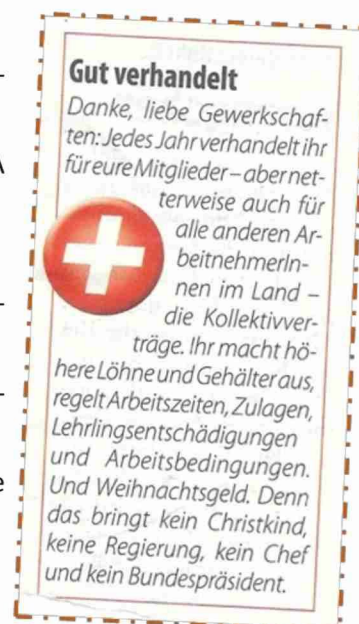 Gut verhandelt
Danke, liebe Gewerkschaf-
ten: Jedes Jahr verhandelt ihr
für eure Mitglieder – aber net-
terweise auch für
alle anderen Ar-
beitnehmerIn-
nen im Land –
die Kollektivver-
träge. Ihr macht hö-
here Löhne und Gehälter aus,
regelt Arbeitszeiten, Zulagen,
Lehrlingsentschädigungen
und Arbeitsbedingungen.
Und Weihnachtsgeld. Denn
das bringt kein Christkind,
keine Regierung, kein Chef
und kein Bundespräsident.